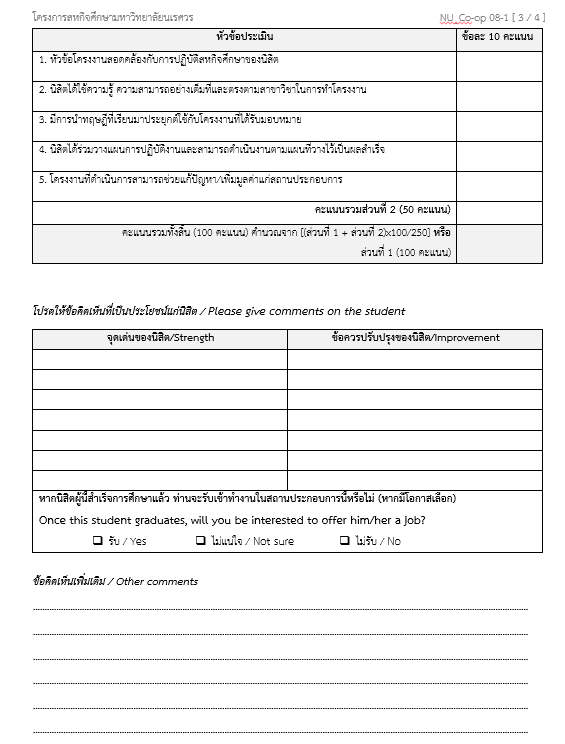 โครงการสหกิจศึกษามหาวิทยาลัยนเรศวร
NU_Co-op 08-1 [ 3 / 4 ]
หัวข้อประเมิน
ข้อละ 10 คะแนน
1. หัวข้อโครงงานสอดคล้องกับการปฏิบัติสหกิจศึกษาของนิสิต
2. นิสิตได้ใช้ความรู้ ความสามารถอย่างเต็มที่และตรงตามสาขาวิชาในการทำโครงงาน
3. มีการนำทฤษฎีที่เรียนมาประยุกต์ใช้กับโครงงานที่ได้รับมอบหมาย
4. นิสิตได้ร่วมวางแผนการปฏิบัติงานและสามารถดำเนินงานตามแผนที่วางไว้เป็นผลสำเร็จ
5. โครงงานที่ดำเนินการสามารถช่วยแก้ปัญหา/เพิ่มมูลค่าแก่สถานประกอบการ
คะแนนรวมส่วนที่ 2 (50 คะแนน)
คะแนนรวมทั้งสิ้น (100 คะแนน) คำนวณจาก [(ส่วนที่ 1 + ส่วนที่ 2)x100/250] หรือ
ส่วนที่ 1 (100 คะแนน)
โปรดให้ข้อคิดเห็นที่เป็นประโยชน์แก่นิสิต / Please give comments on the student
จุดเด่นของนิสิต/Strength
ข้อควรปรับปรุงของนิสิต/Improvement
หากนิสิตผู้นี้สำเร็จการศึกษาแล้ว ท่านจะรับเข้าทำงานในสถานประกอบการนี้หรือไม่ (หากมีโอกาสเลือก)
Once this student graduates, will you be interested to offer him/her a job?
❑ รับ / Yes ❑ ไม่แน่ใจ / Not sure ❑ ไม่รับ / No
ข้อคิดเห็นเพิ่มเติม / Other comments